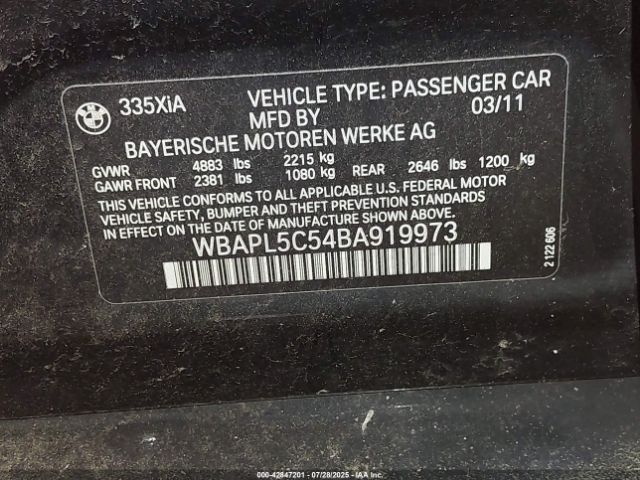 BMW
335XiA VEHICLE TYPE: PASSENGER CAR
MFD BY 03/11
BAYERISCHE MOTOREN WERKE AG
GVWR 4883 lbs 2215 kg
GAWR FRONT 2381 lbs 1080 kg REAR 2646 lbs 1200 kg
THIS VEHICLE CONFORMS TO ALL APPLICABLE U.S. FEDERAL MOTOR
VEHICLE SAFETY, BUMPER AND THEFT PREVENTION STANDARDS
IN EFFECT ON THE DATE OF MANUFACTURE SHOWN ABOVE.
WBAPL5C54BA919973
2 122 606
000-42847201 - 07/28/2025 - IAA Inc.